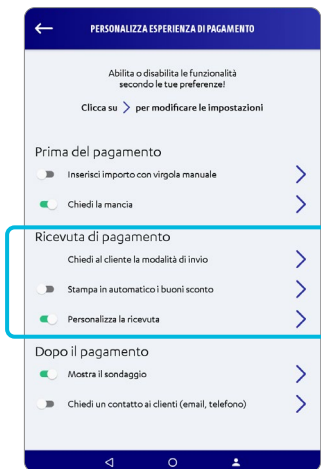 PERSONALIZZA ESPERIENZA DI PAGAMENTO
Abilita o disabilita le funzionalità
secondo le tue preferenze!
Clicca su > per modificare le impostazioni
Prima del pagamento
Inserisci importo con virgola manuale
Chiedi la mancia
Ricevuta di pagamento
Chiedi al cliente la modalità di invio
Stampa in automatico i buoni sconto
Personalizza la ricevuta
Dopo il pagamento
Mostra il sondaggio
Chiedi un contatto ai clienti (email, telefono)